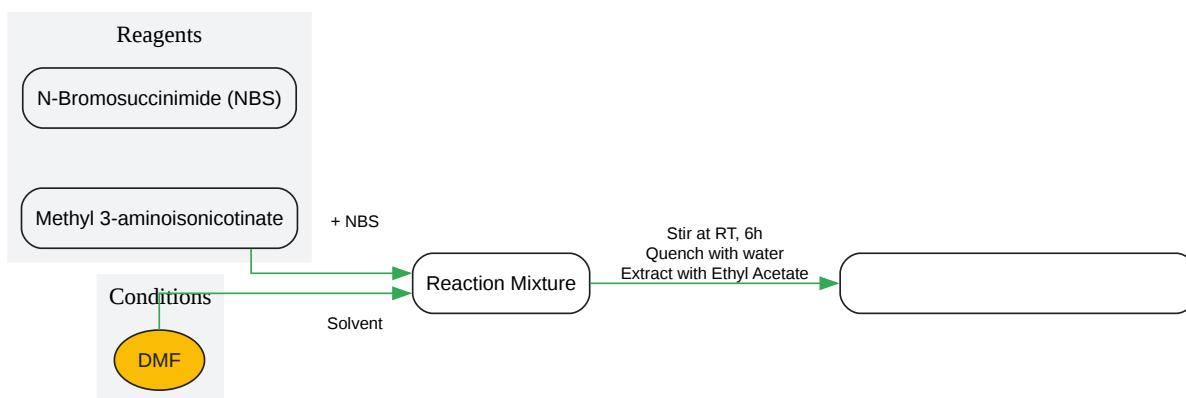 Reagents
N-Bromosuccinimide (NBS)
Methyl 3-aminoisonicotinate
+ NBS
Stir at RT, 6h
Quench with water
Extract with Ethyl Acetate
Reaction Mixture
Conditions
Solvent
DMF